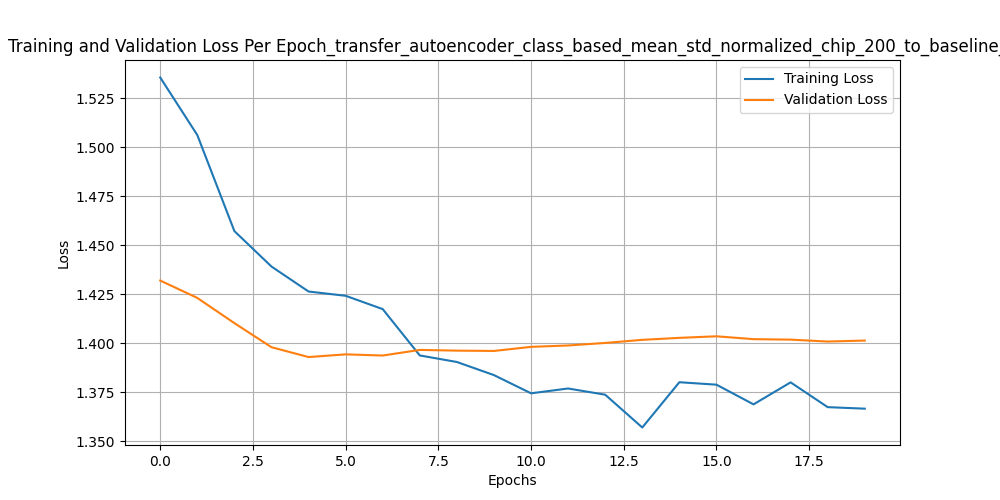 Training and Validation Loss Per Epoch_transfer_autoencoder_class_based_mean_std_normalized_chip_200_to_baseline_
Training Loss
Validation Loss
1.525
1.500
1.475
1.450
1.425
1.400
1.375
1.350
Loss
0.0 2.5 5.0 7.5 10.0 12.5 15.0 17.5
Epochs